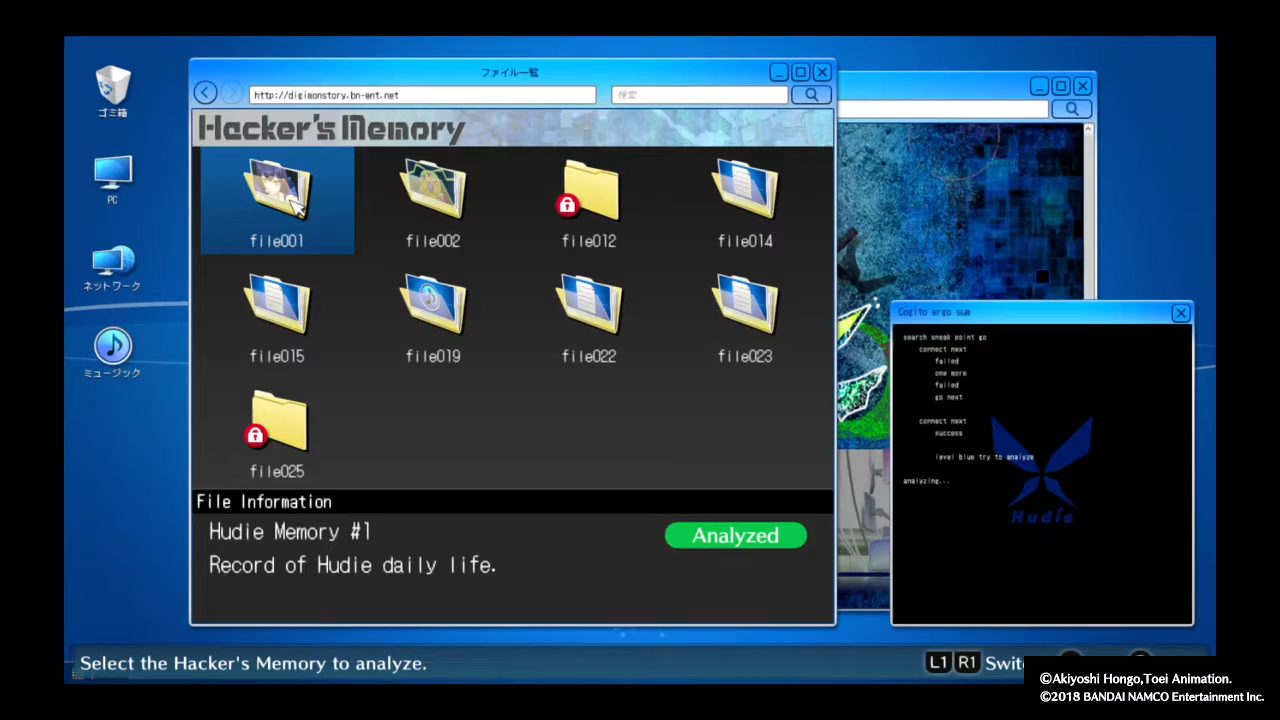 ゴミ箱
PC
ネットワーク
ミュージック
ファイル一覧
http://digimonstory.bn-ent.net
検索
Hacker's Memory
file001
file002
file012
file014
file015
file019
file022
file023
file025
File Information
Hudie Memory #1
Analyzed
Record of Hudie daily life.
Cogito ergo sum
search sneak point go
connect next
failed
one more
failed
go next
connect next
success
level blue try to analyze
analyzing...
Hudie
Select the Hacker's Memory to analyze.
L1 R1
©Akiyoshi Hongo,Toei Animation.
©2018 BANDAI NAMCO Entertainment Inc.